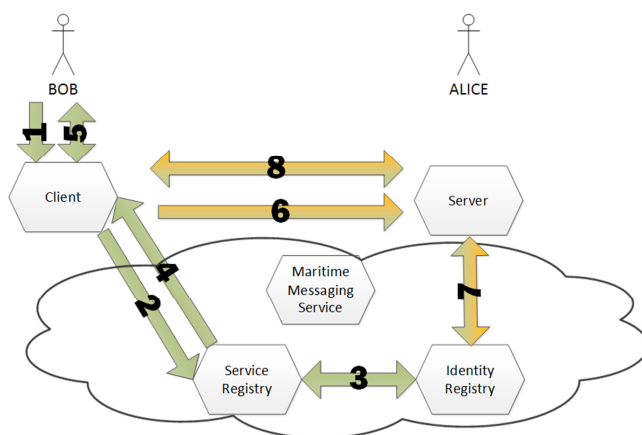 BOB
ALICE
1
5
8
Client
6
Server
Maritime
Messaging
Service
4
2
7
Service
Registry
3
Identity
Registry